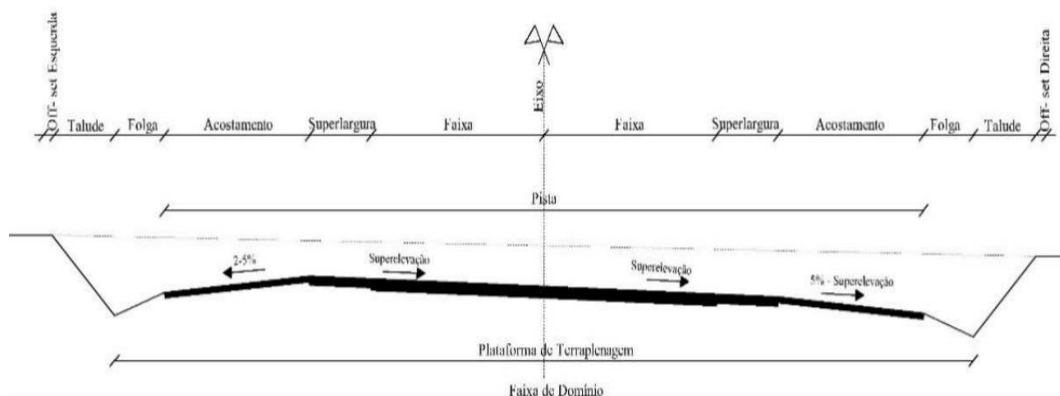 Off- set Esquerda
Eixo
Off- set Direita
Talude
Folga
Acostamento
Superlargura
Faixa
Faixa
Superlargura
Acostamento
Folga
Talude
Pista
2-5%
Superelevação
Superelevação
5% - Superelevação
Plataforma de Terraplenagem
Faixa de Domínio